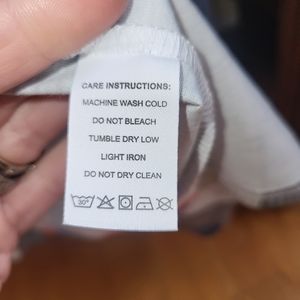 CARE INSTRUCTIONS:
MACHINE WASH COLD
DO NOT BLEACH
TUMBLE DRY LOW
LIGHT IRON
DO NOT DRY CLEAN
30°